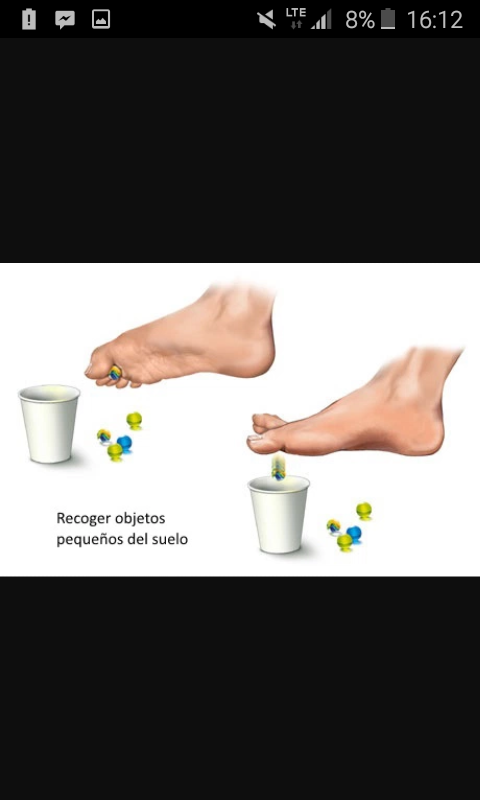 LTE 8% 16:12
Recoger objetos
pequeños del suelo